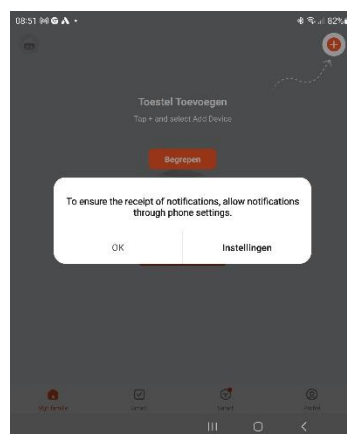 08:51
82%
Toestel Toevoegen
Tap + and select Add Device
Begrepen
To ensure the receipt of notifications, allow notifications
through phone settings.
OK
Instellingen
Profiel